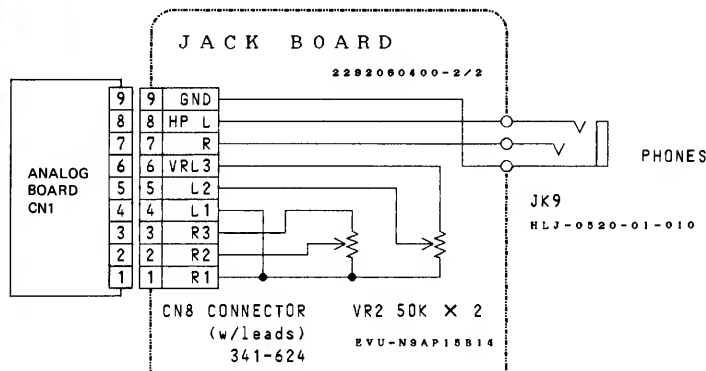 JACK BOARD
2292060400-2/2
9 9 GND
8 8 HP L
7 7 R
6 6 VRL3
5 5 L2
4 4 L1
3 3 R3
2 2 R2
1 1 R1
ANALOG
BOARD
CN1
PHONES
JK9
HLJ-0520-01-010
CN8 CONNECTOR
(w/leads)
341-624
VR2 50K × 2
EVU-N9AP15B14